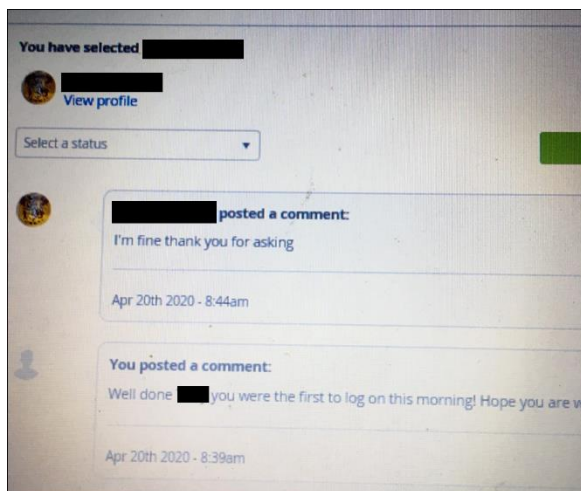 You have selected
View profile
Select a status
posted a comment:
I'm fine thank you for asking
Apr 20th 2020 - 8:44am
You posted a comment:
Well done you were the first to log on this morning! Hope you are
Apr 20th 2020 - 8:39am